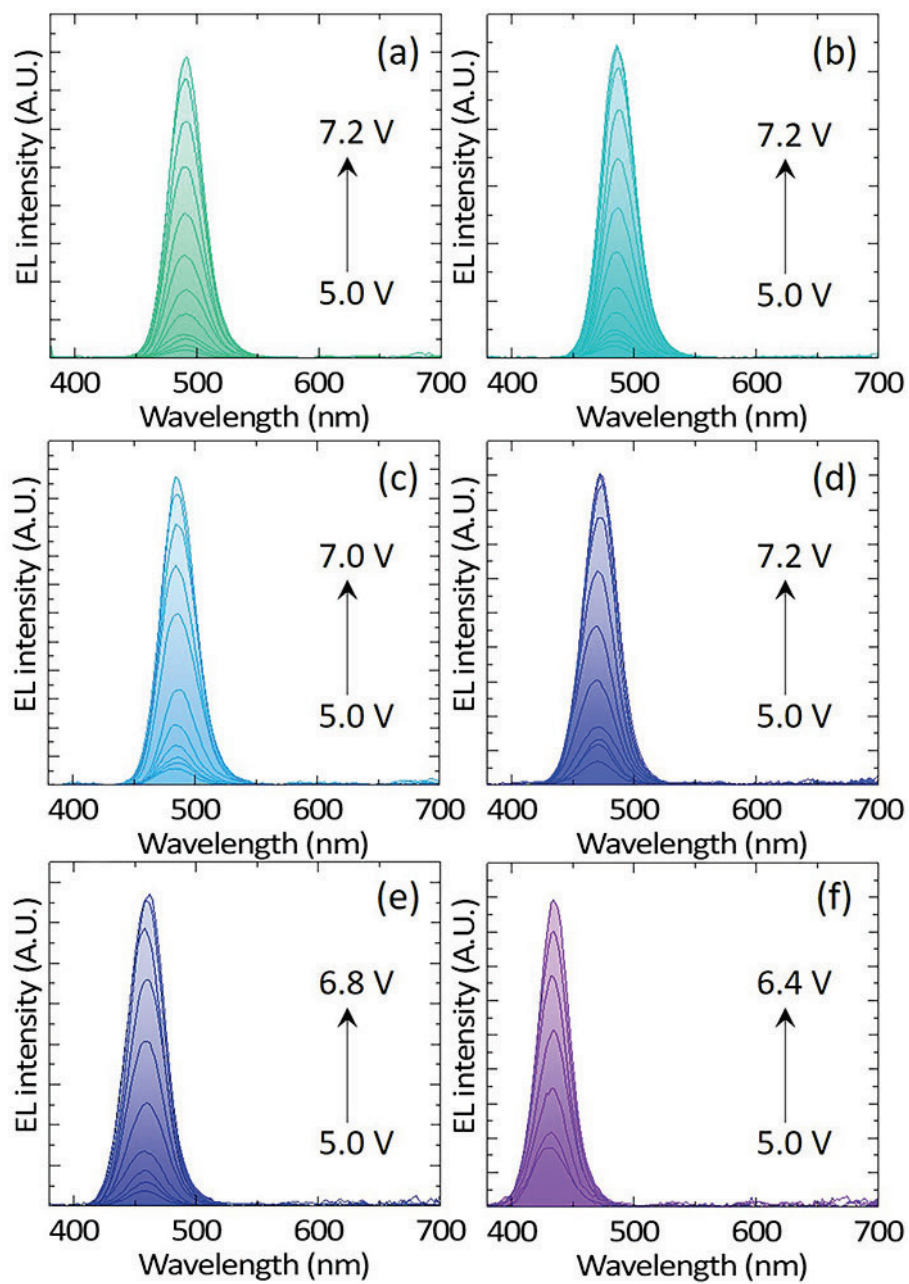 (a)
EL intensity (A.U.)
7.2 V
5.0 V
400 500 600 700
Wavelength (nm)
(b)
EL intensity (A.U.)
7.2 V
5.0 V
400 500 600 700
Wavelength (nm)
(c)
EL intensity (A.U.)
7.0 V
5.0 V
400 500 600 700
Wavelength (nm)
(d)
EL intensity (A.U.)
7.2 V
5.0 V
400 500 600 700
Wavelength (nm)
(e)
EL intensity (A.U.)
6.8 V
5.0 V
400 500 600 700
Wavelength (nm)
(f)
EL intensity (A.U.)
6.4 V
5.0 V
400 500 600 700
Wavelength (nm)